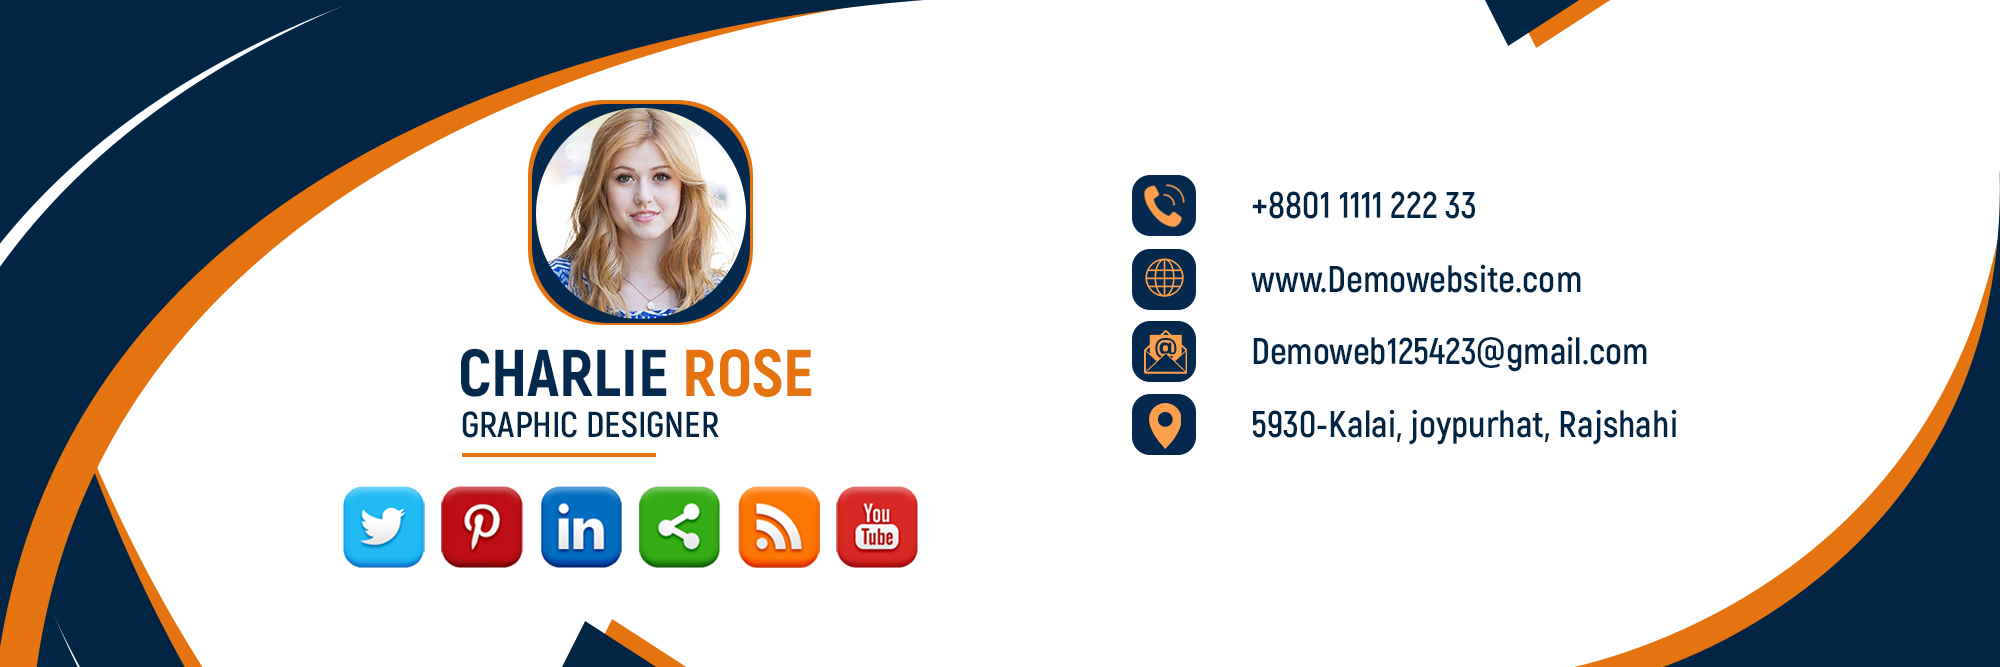 CHARLIE ROSE
GRAPHIC DESIGNER
in
You
Tube
+8801 1111 222 33
www.Demowebsite.com
@
Demoweb125423@gmail.com
5930-Kalai, joypurhat, Rajshahi